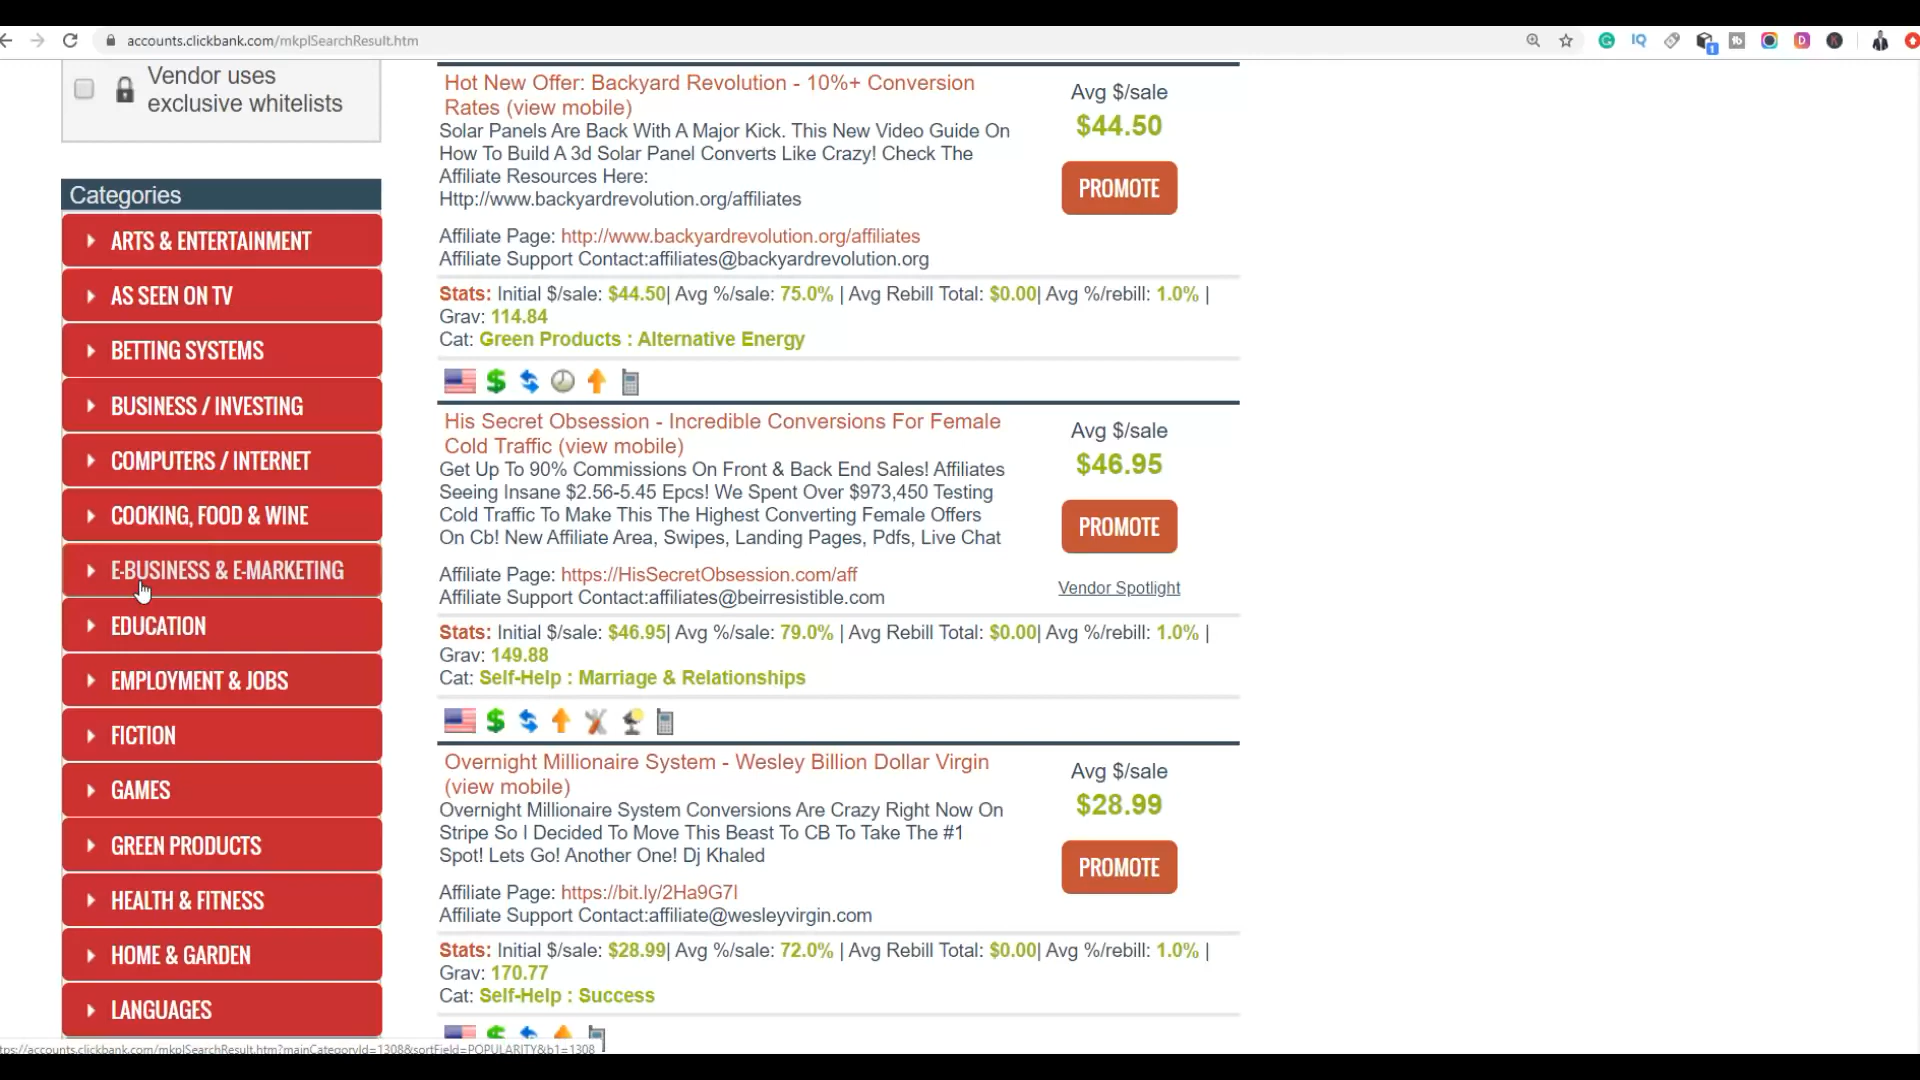 accounts.clickbank.com/mkplSearchResult.htm
Vendor uses
exclusive whitelists
Categories
ARTS & ENTERTAINMENT
AS SEEN ON TV
BETTING SYSTEMS
BUSINESS / INVESTING
COMPUTERS / INTERNET
COOKING, FOOD & WINE
E-BUSINESS & E-MARKETING
EDUCATION
EMPLOYMENT & JOBS
FICTION
GAMES
GREEN PRODUCTS
HEALTH & FITNESS
HOME & GARDEN
LANGUAGES
Hot New Offer: Backyard Revolution - 10%+ Conversion
Rates (view mobile)
Solar Panels Are Back With A Major Kick. This New Video Guide On
How To Build A 3d Solar Panel Converts Like Crazy! Check The
Affiliate Resources Here:
Http://www.backyardrevolution.org/affiliates
Affiliate Page: http://www.backyardrevolution.org/affiliates
Affiliate Support Contact:affiliates@backyardrevolution.org
Stats: Initial $/sale: $44.50| Avg %/sale: 75.0% | Avg Rebill Total: $0.00| Avg %/rebill: 1.0% |
Grav: 114.84
Cat: Green Products : Alternative Energy
Avg $/sale
$44.50
PROMOTE
His Secret Obsession - Incredible Conversions For Female
Cold Traffic (view mobile)
Get Up To 90% Commissions On Front & Back End Sales! Affiliates
Seeing Insane $2.56-5.45 Epcs! We Spent Over $973,450 Testing
Cold Traffic To Make This The Highest Converting Female Offers
On Cb! New Affiliate Area, Swipes, Landing Pages, Pdfs, Live Chat
Affiliate Page: https://HisSecretObsession.com/aff
Affiliate Support Contact:affiliates@beirresistible.com
Stats: Initial $/sale: $46.95| Avg %/sale: 79.0% | Avg Rebill Total: $0.00| Avg %/rebill: 1.0% |
Grav: 149.88
Cat: Self-Help : Marriage & Relationships
Avg $/sale
$46.95
PROMOTE
Vendor Spotlight
Overnight Millionaire System - Wesley Billion Dollar Virgin
(view mobile)
Overnight Millionaire System Conversions Are Crazy Right Now On
Stripe So I Decided To Move This Beast To CB To Take The #1
Spot! Lets Go! Another One! Dj Khaled
Affiliate Page: https://bit.ly/2Ha9G7I
Affiliate Support Contact:affiliate@wesleyvirgin.com
Stats: Initial $/sale: $28.99| Avg %/sale: 72.0% | Avg Rebill Total: $0.00| Avg %/rebill: 1.0% |
Grav: 170.77
Cat: Self-Help : Success
Avg $/sale
$28.99
PROMOTE
tps://accounts.clickbank.com/mkplSearchResult.htm?mainCategoryId=1308&sortField=POPULARITY&b1=1308